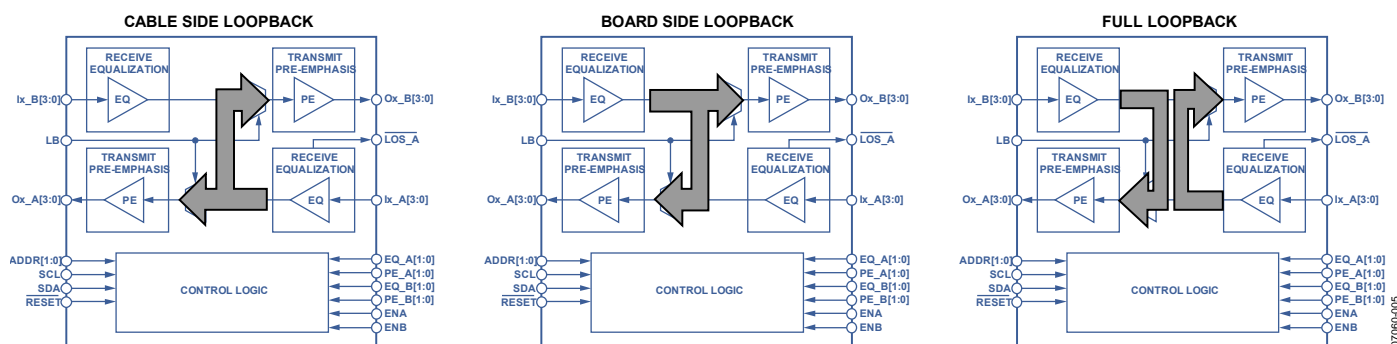 CABLE SIDE LOOPBACK
RECEIVE
EQUALIZATION
TRANSMIT
PRE-EMPHASIS
Ix_B[3:0]
EQ
PE
Ox_B[3:0]
LB
LOS_A
TRANSMIT
PRE-EMPHASIS
RECEIVE
EQUALIZATION
Ox_A[3:0]
PE
EQ
Ix_A[3:0]
ADDR[1:0]
SCL
SDA
RESET
CONTROL LOGIC
EQ_A[1:0]
PE_A[1:0]
EQ_B[1:0]
PE_B[1:0]
ENA
ENB
BOARD SIDE LOOPBACK
RECEIVE
EQUALIZATION
TRANSMIT
PRE-EMPHASIS
Ix_B[3:0]
EQ
PE
Ox_B[3:0]
LB
LOS_A
TRANSMIT
PRE-EMPHASIS
RECEIVE
EQUALIZATION
Ox_A[3:0]
PE
EQ
Ix_A[3:0]
ADDR[1:0]
SCL
SDA
RESET
CONTROL LOGIC
EQ_A[1:0]
PE_A[1:0]
EQ_B[1:0]
PE_B[1:0]
ENA
ENB
FULL LOOPBACK
RECEIVE
EQUALIZATION
TRANSMIT
PRE-EMPHASIS
Ix_B[3:0]
EQ
PE
Ox_B[3:0]
LB
LOS_A
TRANSMIT
PRE-EMPHASIS
RECEIVE
EQUALIZATION
Ox_A[3:0]
PE
EQ
Ix_A[3:0]
ADDR[1:0]
SCL
SDA
RESET
CONTROL LOGIC
EQ_A[1:0]
PE_A[1:0]
EQ_B[1:0]
PE_B[1:0]
ENA
ENB
07060-005